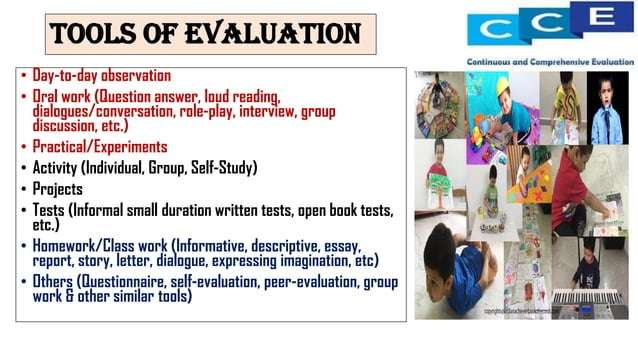 TOOLS OF EVALUATION
C C E
Continuous and Comprehensive Evaluation
• Day-to-day observation
• Oral work (Question answer, loud reading,
dialogues/conversation, role-play, interview, group
discussion, etc.)
• Practical/Experiments
• Activity (Individual, Group, Self-Study)
• Projects
• Tests (Informal small duration written tests, open book tests,
etc.)
• Homework/Class work (Informative, descriptive, essay,
report, story, letter, dialogue, expressing imagination, etc)
• Others (Questionnaire, self-evaluation, peer-evaluation, group
work & other similar tools)